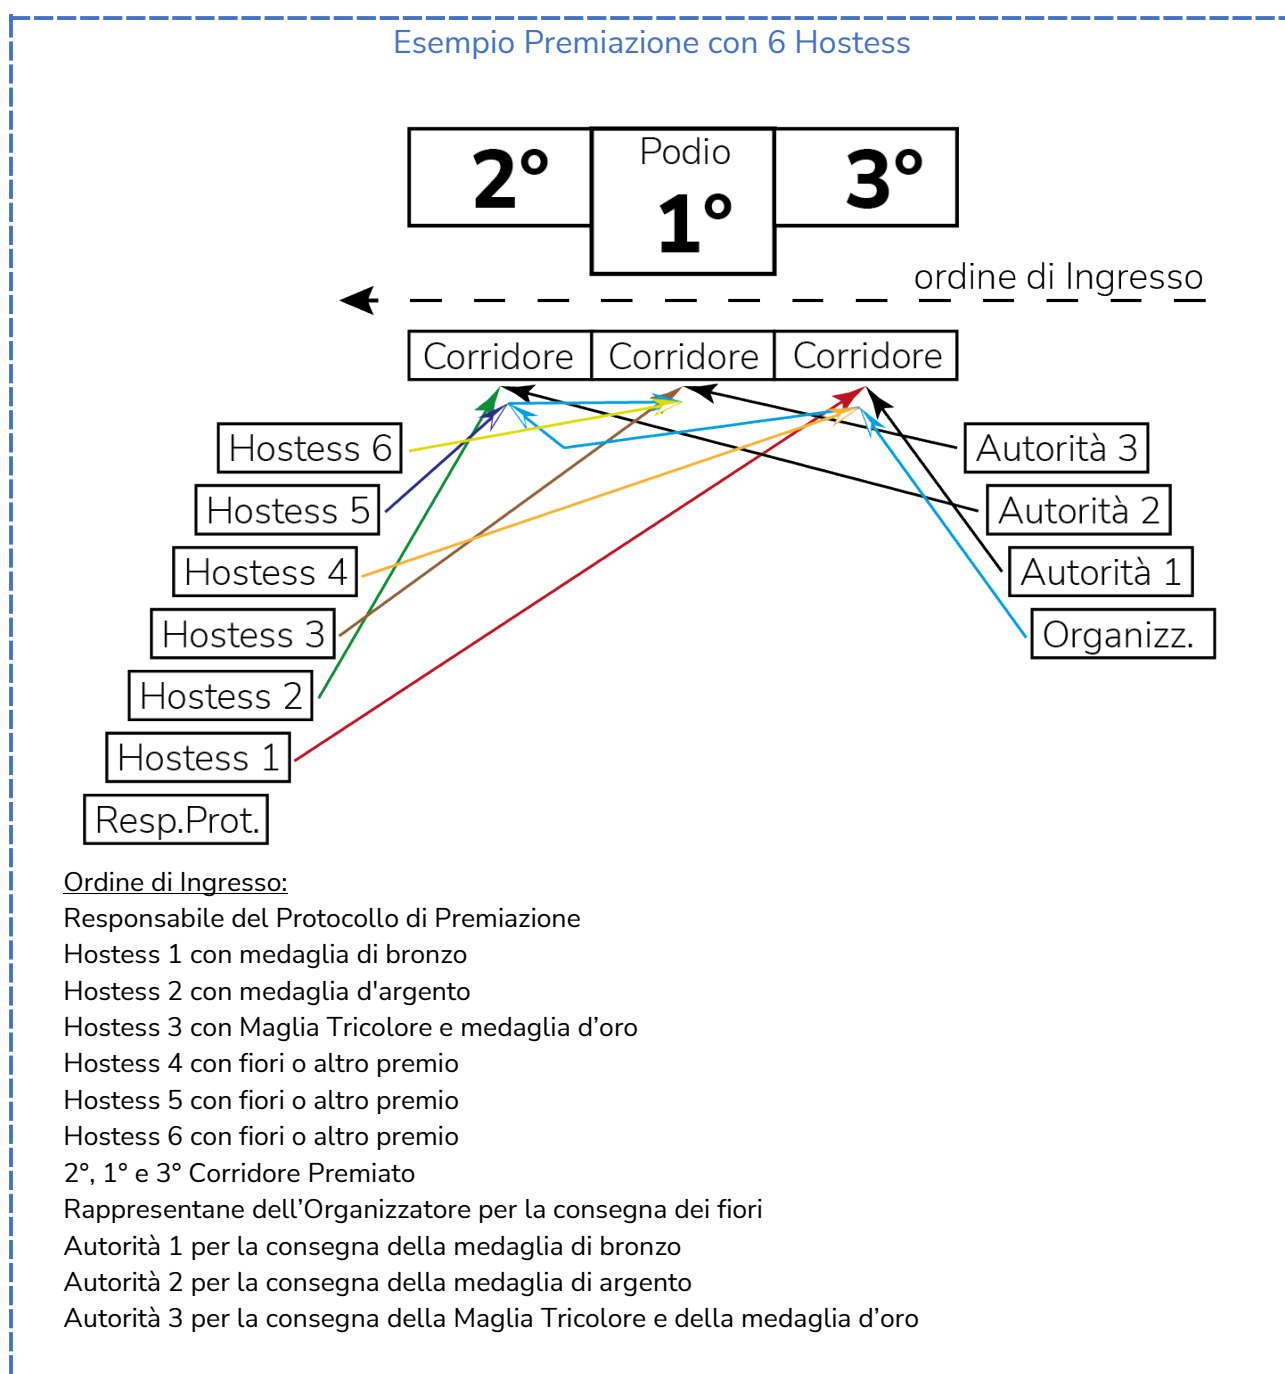 Esempio Premiazione con 6 Hostess
2°
Podio
1°
3°
ordine di Ingresso
Corridore
Corridore
Corridore
Hostess 6
Autorità 3
Hostess 5
Autorità 2
Hostess 4
Autorità 1
Hostess 3
Organizz.
Hostess 2
Hostess 1
Resp.Prot.
Ordine di Ingresso:
Responsabile del Protocollo di Premiazione
Hostess 1 con medaglia di bronzo
Hostess 2 con medaglia d'argento
Hostess 3 con Maglia Tricolore e medaglia d’oro
Hostess 4 con fiori o altro premio
Hostess 5 con fiori o altro premio
Hostess 6 con fiori o altro premio
2°, 1° e 3° Corridore Premiato
Rappresentane dell’Organizzatore per la consegna dei fiori
Autorità 1 per la consegna della medaglia di bronzo
Autorità 2 per la consegna della medaglia di argento
Autorità 3 per la consegna della Maglia Tricolore e della medaglia d’oro